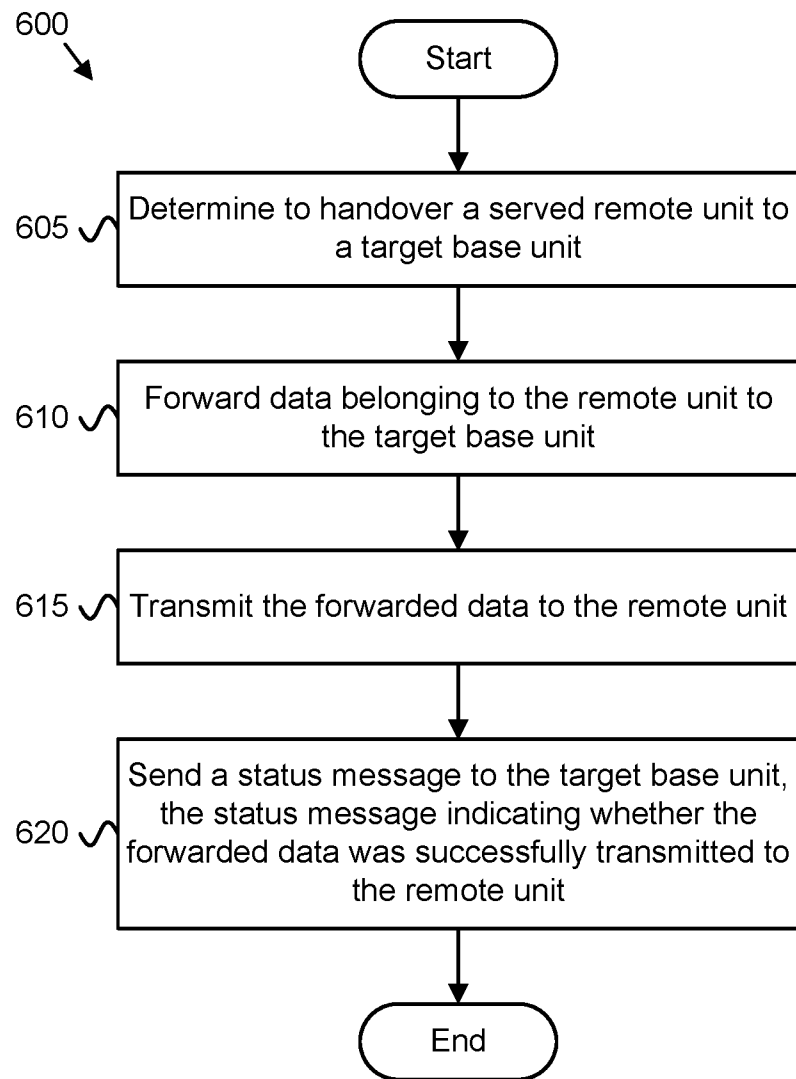 600
Start
605
Determine to handover a served remote unit to
a target base unit
610
Forward data belonging to the remote unit to
the target base unit
615
Transmit the forwarded data to the remote unit
620
Send a status message to the target base unit,
the status message indicating whether the
forwarded data was successfully transmitted to
the remote unit
End